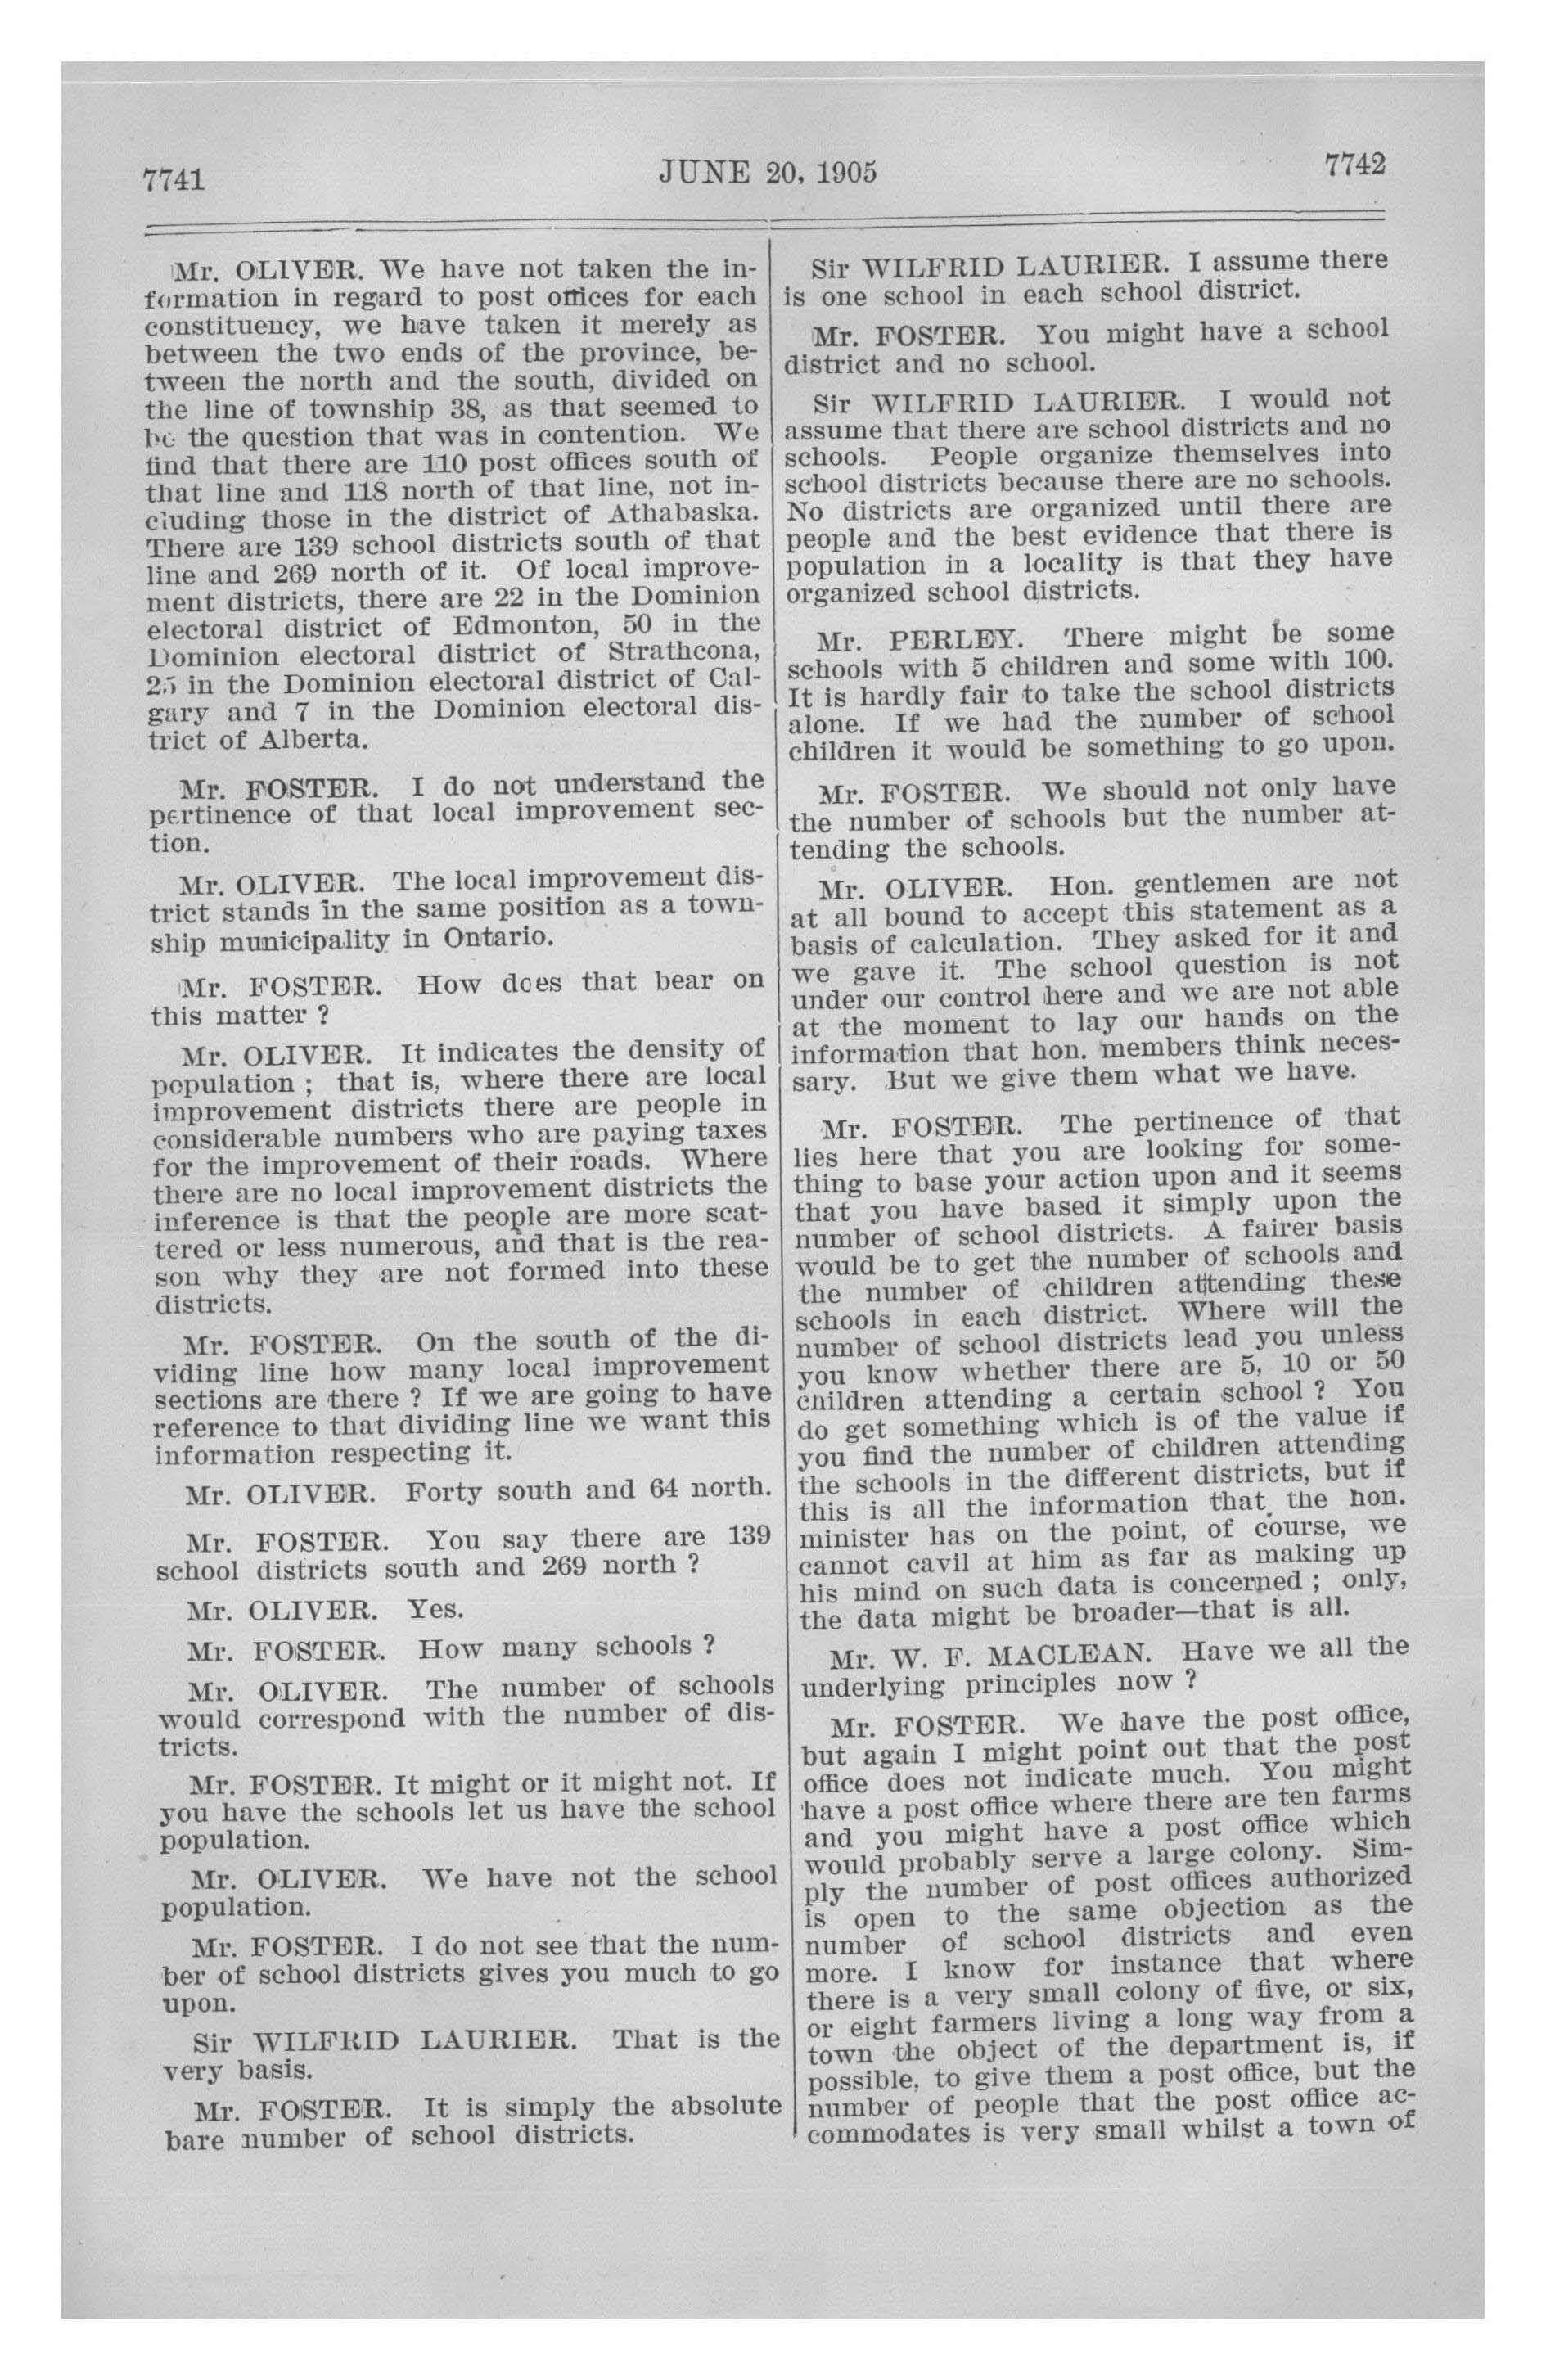 7741
JUNE 20, 1905
7742
Mr. OLIVER. We have not taken the in-
formation in regard to post offices for each
constituency, we have taken it merely as
between the two ends of the province, be-
tween the north and the south, divided on
the line of township 38, as that seemed to
be the question that was in contention. We
find that there are 110 post offices south of
that line and 118 north of that line, not in-
cluding those in the district of Athabaska.
There are 139 school districts south of that
line and 269 north of it. Of local improve-
ment districts, there are 22 in the Dominion
electoral district of Edmonton, 50 in the
Dominion electoral district of Strathcona,
25 in the Dominion electoral district of Cal-
gary and 7 in the Dominion electoral dis-
trict of Alberta.
Mr. FOSTER. I do not understand the
pertinence of that local improvement sec-
tion.
Mr. OLIVER. The local improvement dis-
trict stands in the same position as a town-
ship municipality in Ontario.
Mr. FOSTER. How does that bear on
this matter ?
Mr. OLIVER. It indicates the density of
population ; that is, where there are local
improvement districts there are people in
considerable numbers who are paying taxes
for the improvement of their roads. Where
there are no local improvement districts the
inference is that the people are more scat-
tered or less numerous, and that is the rea-
son why they are not formed into these
districts.
Mr. FOSTER. On the south of the di-
viding line how many local improvement
sections are there ? If we are going to have
reference to that dividing line we want this
information respecting it.
Mr. OLIVER. Forty south and 64 north.
Mr. FOSTER. You say there are 139
school districts south and 269 north ?
Mr. OLIVER. Yes.
Mr. FOSTER. How many schools ?
Mr. OLIVER. The number of schools
would correspond with the number of dis-
tricts.
Mr. FOSTER. It might or it might not. If
you have the schools let us have the school
population.
Mr. OLIVER. We have not the school
population.
Mr. FOSTER. I do not see that the num-
ber of school districts gives you much to go
upon.
Sir WILFRID LAURIER. That is the
very basis.
Mr. FOSTER. It is simply the absolute
bare number of school districts.
Sir WILFRID LAURIER. I assume there
is one school in each school district.
Mr. FOSTER. You might have a school
district and no school.
Sir WILFRID LAURIER. I would not
assume that there are school districts and no
schools. People organize themselves into
school districts because there are no schools.
No districts are organized until there are
people and the best evidence that there is
population in a locality is that they have
organized school districts.
Mr. PERLEY. There might be some
schools with 5 children and some with 100.
It is hardly fair to take the school districts
alone. If we had the number of school
children it would be something to go upon.
Mr. FOSTER. We should not only have
the number of schools but the number at-
tending the schools.
Mr. OLIVER. Hon. gentlemen are not
at all bound to accept this statement as a
basis of calculation. They asked for it and
we gave it. The school question is not
under our control here and we are not able
at the moment to lay our hands on the
information that hon. members think neces-
sary. But we give them what we have.
Mr. FOSTER. The pertinence of that
lies here that you are looking for some-
thing to base your action upon and it seems
that you have based it simply upon the
number of school districts. A fairer basis
would be to get the number of schools and
the number of children attending these
schools in each district. Where will the
number of school districts lead you unless
you know whether there are 5, 10 or 50
children attending a certain school ? You
do get something which is of the value if
you find the number of children attending
the schools in the different districts, but if
this is all the information that the hon.
minister has on the point, of course, we
cannot cavil at him as far as making up
his mind on such data is concerned ; only,
the data might be broader—that is all.
Mr. W. F. MACLEAN. Have we all the
underlying principles now ?
Mr. FOSTER. We have the post office,
but again I might point out that the post
office does not indicate much. You might
have a post office where there are ten farms
and you might have a post office which
would probably serve a large colony. Sim-
ply the number of post offices authorized
is open to the same objection as the
number of school districts and even
more. I know for instance that where
there is a very small colony of five, or six,
or eight farmers living a long way from a
town the object of the department is, if
possible, to give them a post office, but the
number of people that the post office ac-
commodates is very small whilst a town of